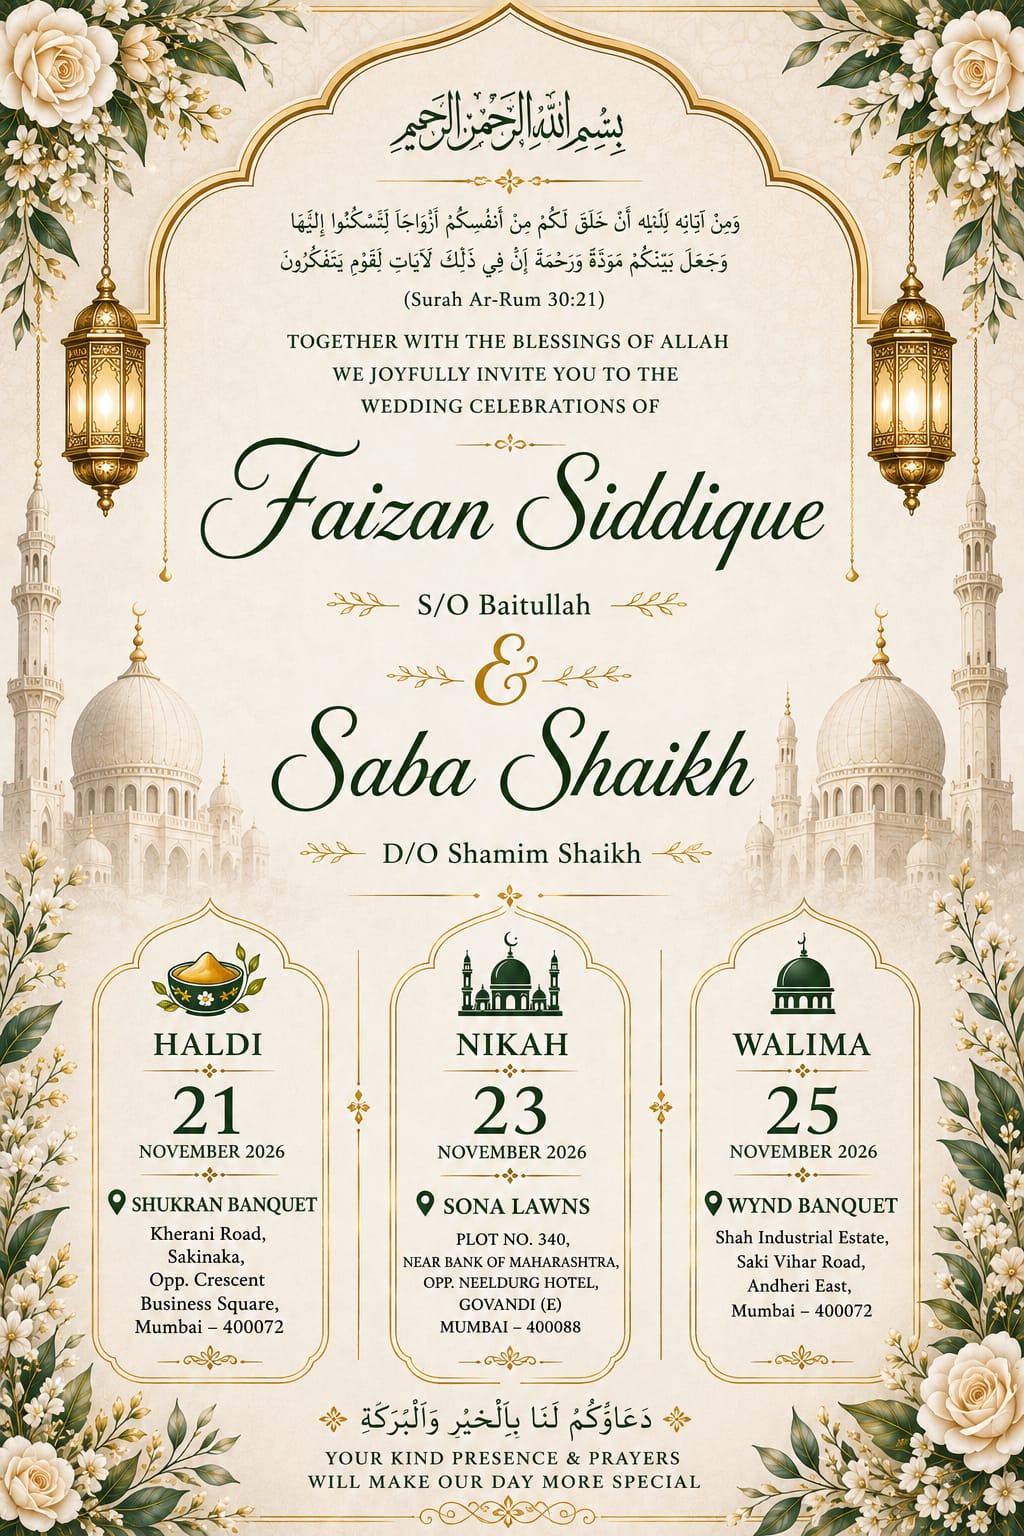 بِسْمِ اللّٰهِ الرَّحْمٰنِ الرَّحِيْمِ
وَمِنْ آيَاتِهِ أَنْ خَلَقَ لَكُمْ مِنْ أَنفُسِكُمْ أَزْوَاجًا لِتَسْكُنُوا إِلَيْهَا
وَجَعَلَ بَيْنَكُمْ مَوَدَّةً وَرَحْمَةً إِنَّ فِي ذَٰلِكَ لَآيَاتٍ لِقَوْمٍ يَتَفَكَّرُونَ
(Surah Ar-Rum 30:21)
TOGETHER WITH THE BLESSINGS OF ALLAH
WE JOYFULLY INVITE YOU TO THE
WEDDING CELEBRATIONS OF
Faizan Siddique
S/O Baitullah
&
Saba Shaikh
D/O Shamim Shaikh
HALDI
21
NOVEMBER 2026
SHUKRAN BANQUET
Kherani Road,
Sakinaka,
Opp. Crescent
Business Square,
Mumbai – 400072
NIKAH
23
NOVEMBER 2026
SONA LAWNS
PLOT NO. 340,
NEAR BANK OF MAHARASHTRA,
OPP. NEELDURG HOTEL,
GOVANDI (E)
MUMBAI – 400088
WALIMA
25
NOVEMBER 2026
WYND BANQUET
Shah Industrial Estate,
Saki Vihar Road,
Andheri East,
Mumbai – 400072
دَعَاؤُكُمْ لَنَا بِالْخَيْرِ وَالْبُرَكَةِ
YOUR KIND PRESENCE & PRAYERS
WILL MAKE OUR DAY MORE SPECIAL